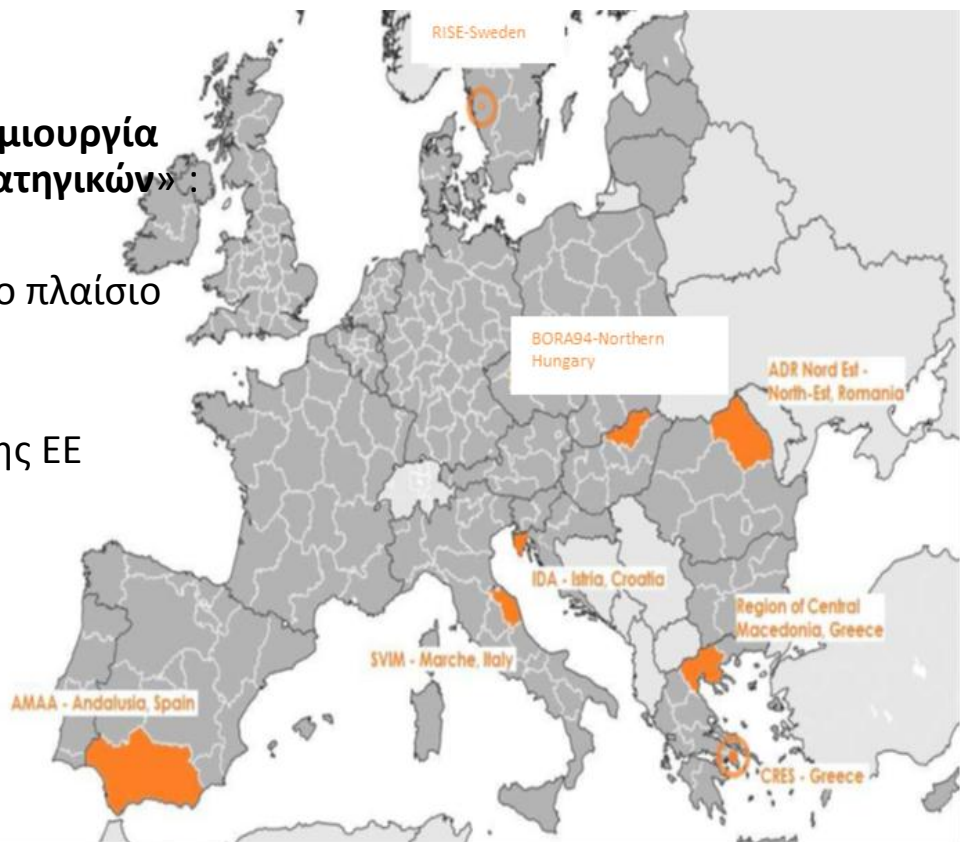 μιουργία
ατηγικών» :
ο πλαίσιο
ης ΕΕ
RISE-Sweden
BORA94-Northern
Hungary
ADR Nord Est -
North-Est, Romania
IDA - Istria, Croatia
Region of Central
Macedonia, Greece
SVIM - Marche, Italy
AMAA - Andalusia, Spain
CRES - Greece